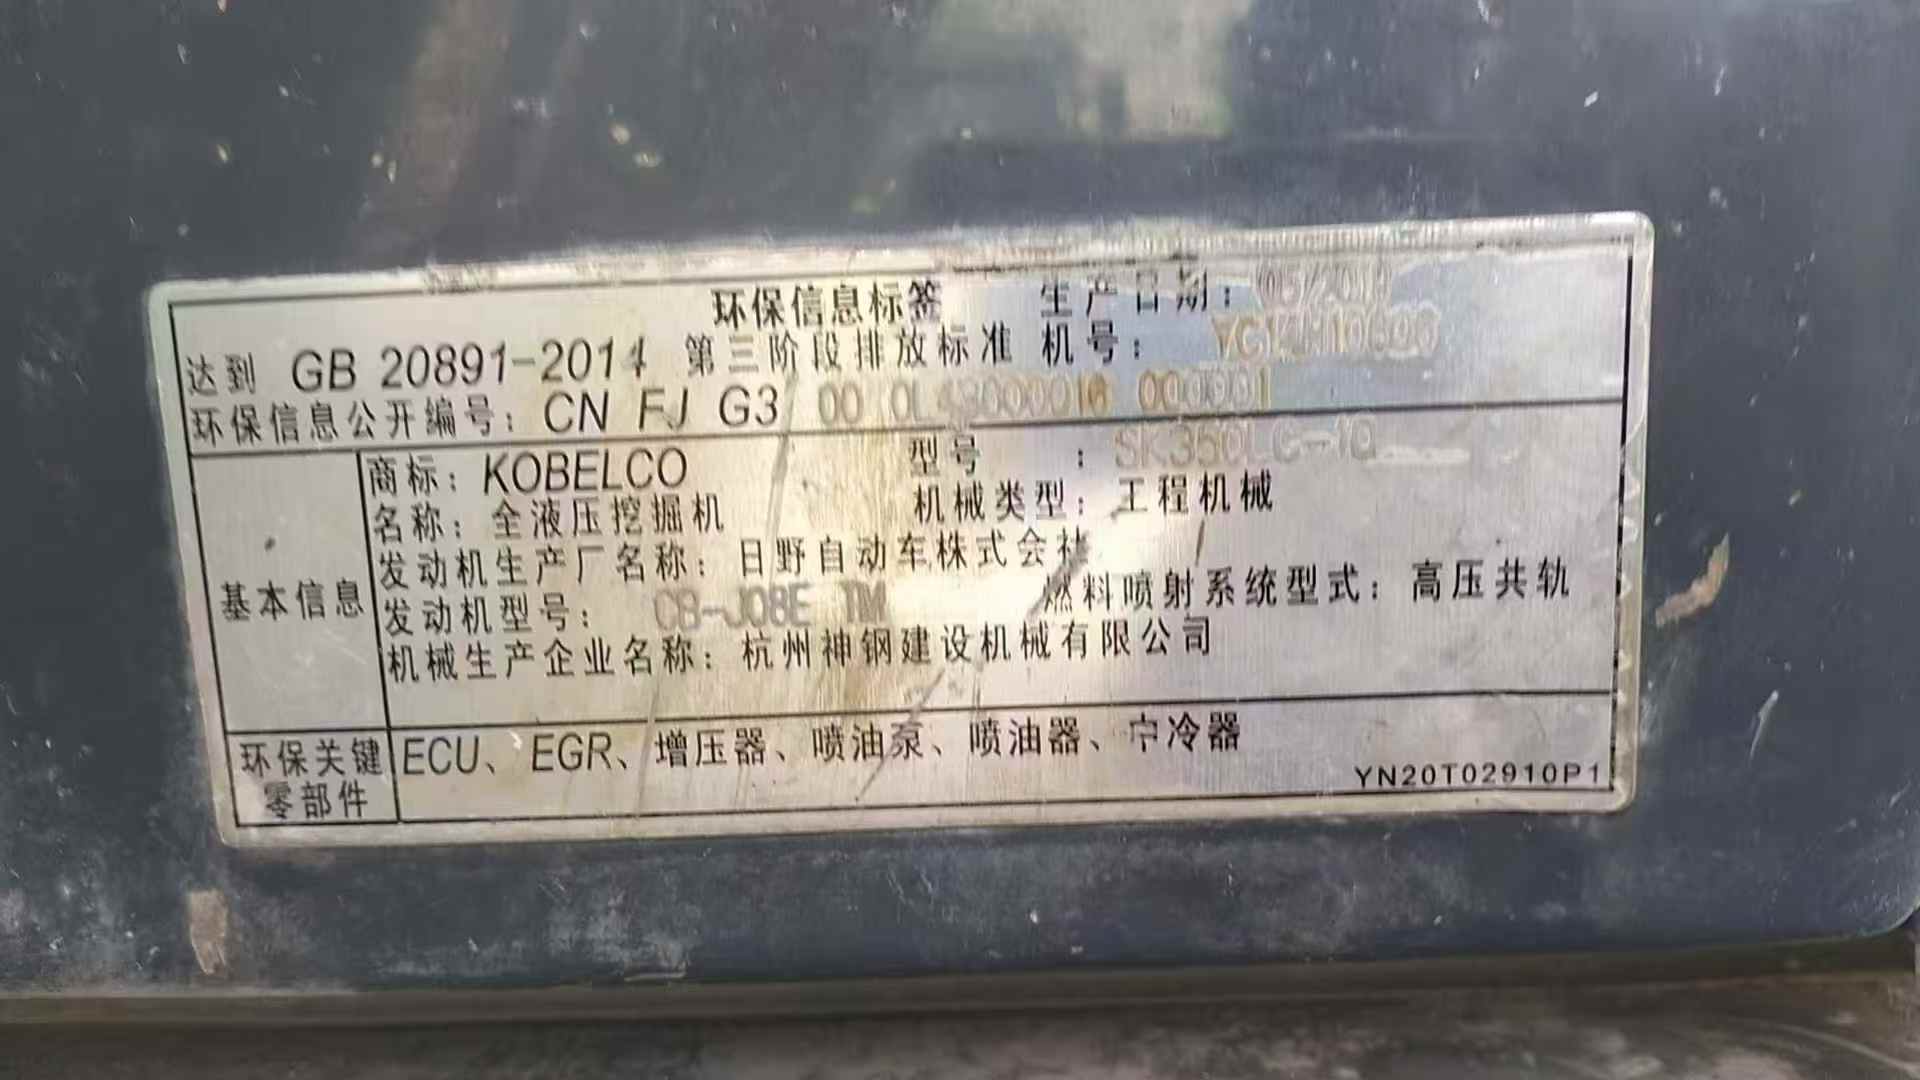 环保信息标签 生产日期:
达到 GB 20891-2014 第三阶段排放标准 机号:
环保信息公开编号: CN FJ G3 00 000001
基本信息
商标: KOBELCO 型号 : SK350LC-10
名称: 全液压挖掘机 机械类型: 工程机械
发动机生产厂名称: 日野自动车株式会社
发动机型号: J08E TM 燃料喷射系统型式: 高压共轨
机械生产企业名称: 杭州神钢建设机械有限公司
环保关键
零部件
ECU、EGR、增压器、喷油泵、喷油器、中冷器
YN20T02910P1